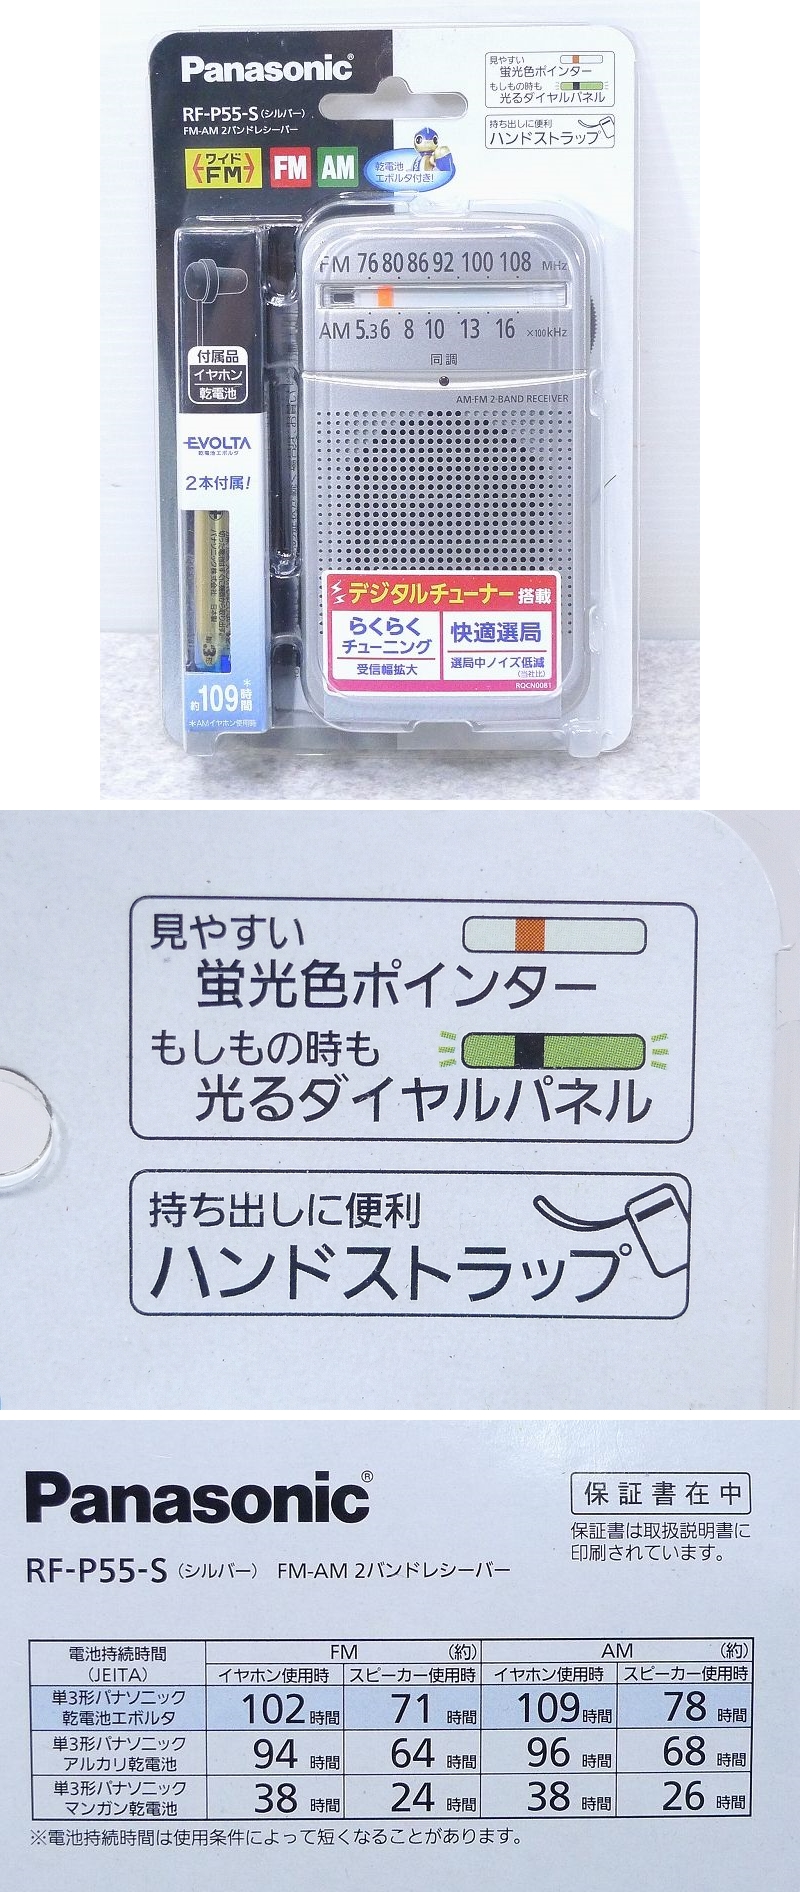 Panasonic®
RF-P55-S(シルバー)
FM-AM 2バンドレシーバー
ワイド
FM
FM
AM
乾電池
エボルタ付き!
見やすい
蛍光色ポインター
もしもの時も
光るダイヤルパネル
持ち出しに便利
ハンドストラップ
付属品
イヤホン
乾電池
EVOLTA
乾電池エボルタ
2本付属!
約109時間*
*AMイヤホン使用時
FM 76 80 86 92 100 108 MHz
AM 5.3 6 8 10 13 16 ×100kHz
同調
AM-FM 2-BAND RECEIVER
デジタルチューナー搭載
らくらく
チューニング
受信幅拡大
快適選局
選局中ノイズ低減
(当社比)
RQCN0081
見やすい
蛍光色ポインター
もしもの時も
光るダイヤルパネル
持ち出しに便利
ハンドストラップ
Panasonic®
保証書在中
保証書は取扱説明書に
印刷されています。
RF-P55-S(シルバー) FM-AM 2バンドレシーバー
電池持続時間
(JEITA)
FM (約) AM (約)
イヤホン使用時 スピーカー使用時 イヤホン使用時 スピーカー使用時
単3形パナソニック
乾電池エボルタ
102時間 71時間 109時間 78時間
単3形パナソニック
アルカリ乾電池
94時間 64時間 96時間 68時間
単3形パナソニック
マンガン乾電池
38時間 24時間 38時間 26時間
※電池持続時間は使用条件によって短くなることがあります。